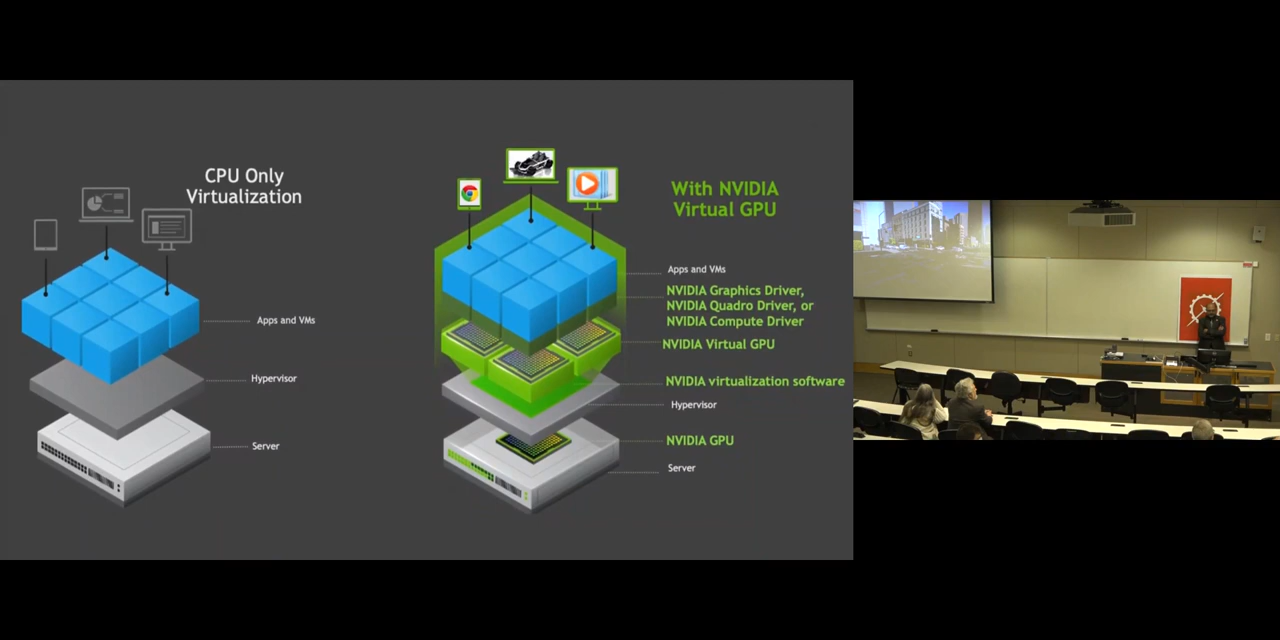 CPU Only
Virtualization
Apps and VMs
Hypervisor
Server
With NVIDIA
Virtual GPU
Apps and VMs
NVIDIA Graphics Driver,
NVIDIA Quadro Driver, or
NVIDIA Compute Driver
NVIDIA Virtual GPU
NVIDIA virtualization software
Hypervisor
NVIDIA GPU
Server